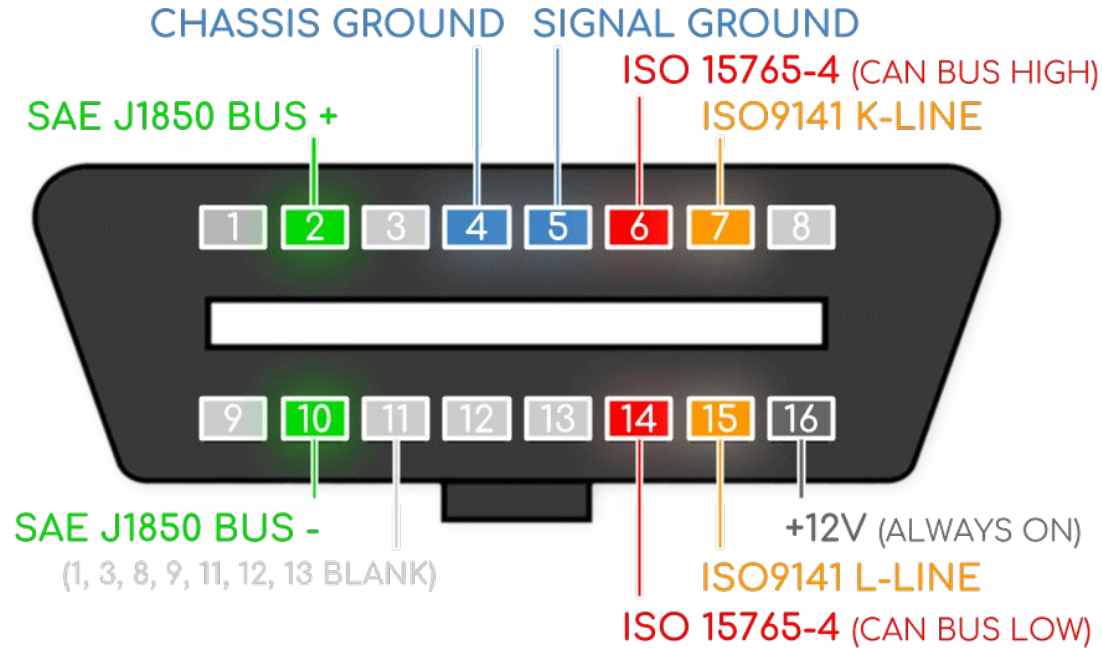 CHASSIS GROUND SIGNAL GROUND
ISO 15765-4 (CAN BUS HIGH)
SAE J1850 BUS + ISO9141 K-LINE
1 2 3 4 5 6 7 8
9 10 11 12 13 14 15 16
SAE J1850 BUS - +12V (ALWAYS ON)
(1, 3, 8, 9, 11, 12, 13 BLANK) ISO9141 L-LINE
ISO 15765-4 (CAN BUS LOW)